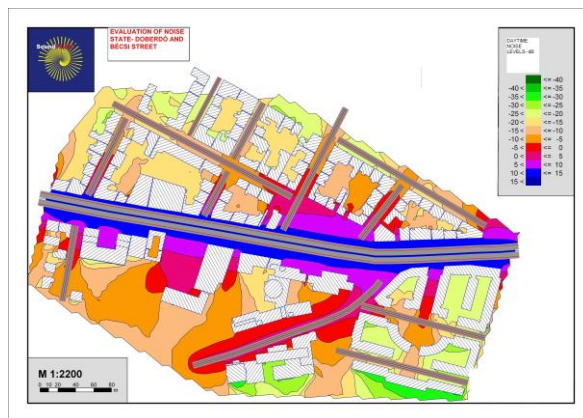 EVALUATION OF NOISE
STATE- DOBERDÓ AND
BÉCSI STREET
DAYTIME
NOISE
LEVELS -dB
<= -40
-40 < <= -35
-35 < <= -30
-30 < <= -25
-25 < <= -20
-20 < <= -15
-15 < <= -10
-10 < <= -5
-5 < <= 0
0 < <= 5
5 < <= 10
10 < <= 15
15 <
M 1:2200
0 10 20 40 60 80
m